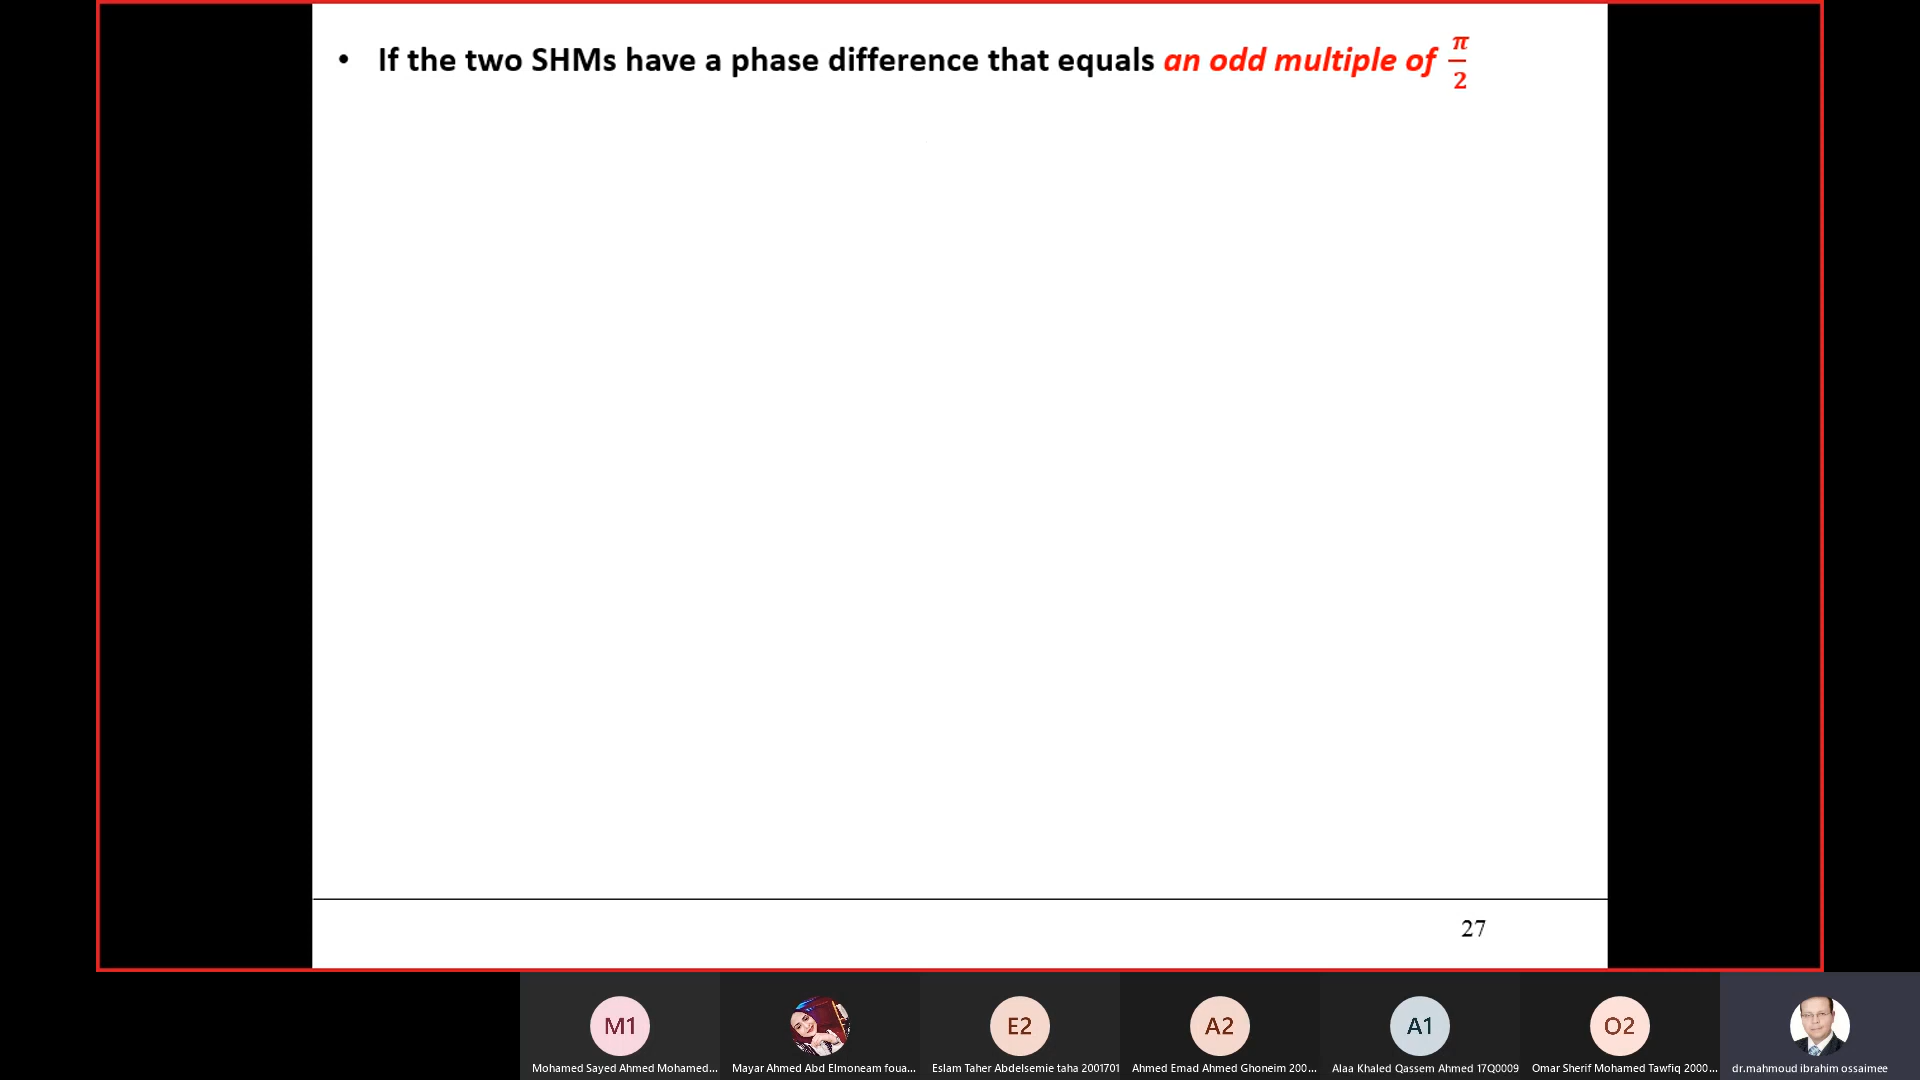 • If the two SHMs have a phase difference that equals an odd multiple of π/2
27
M1
E2
A2
A1
O2
Mohamed Sayed Ahmed Mohamed...
Mayar Ahmed Abd Elmoneam foua...
Eslam Taher Abdelsemie taha 2001701
Ahmed Emad Ahmed Ghoneim 200...
Alaa Khaled Qassem Ahmed 17Q0009
Omar Sherif Mohamed Tawfiq 2000...
dr.mahmoud ibrahim ossaimee